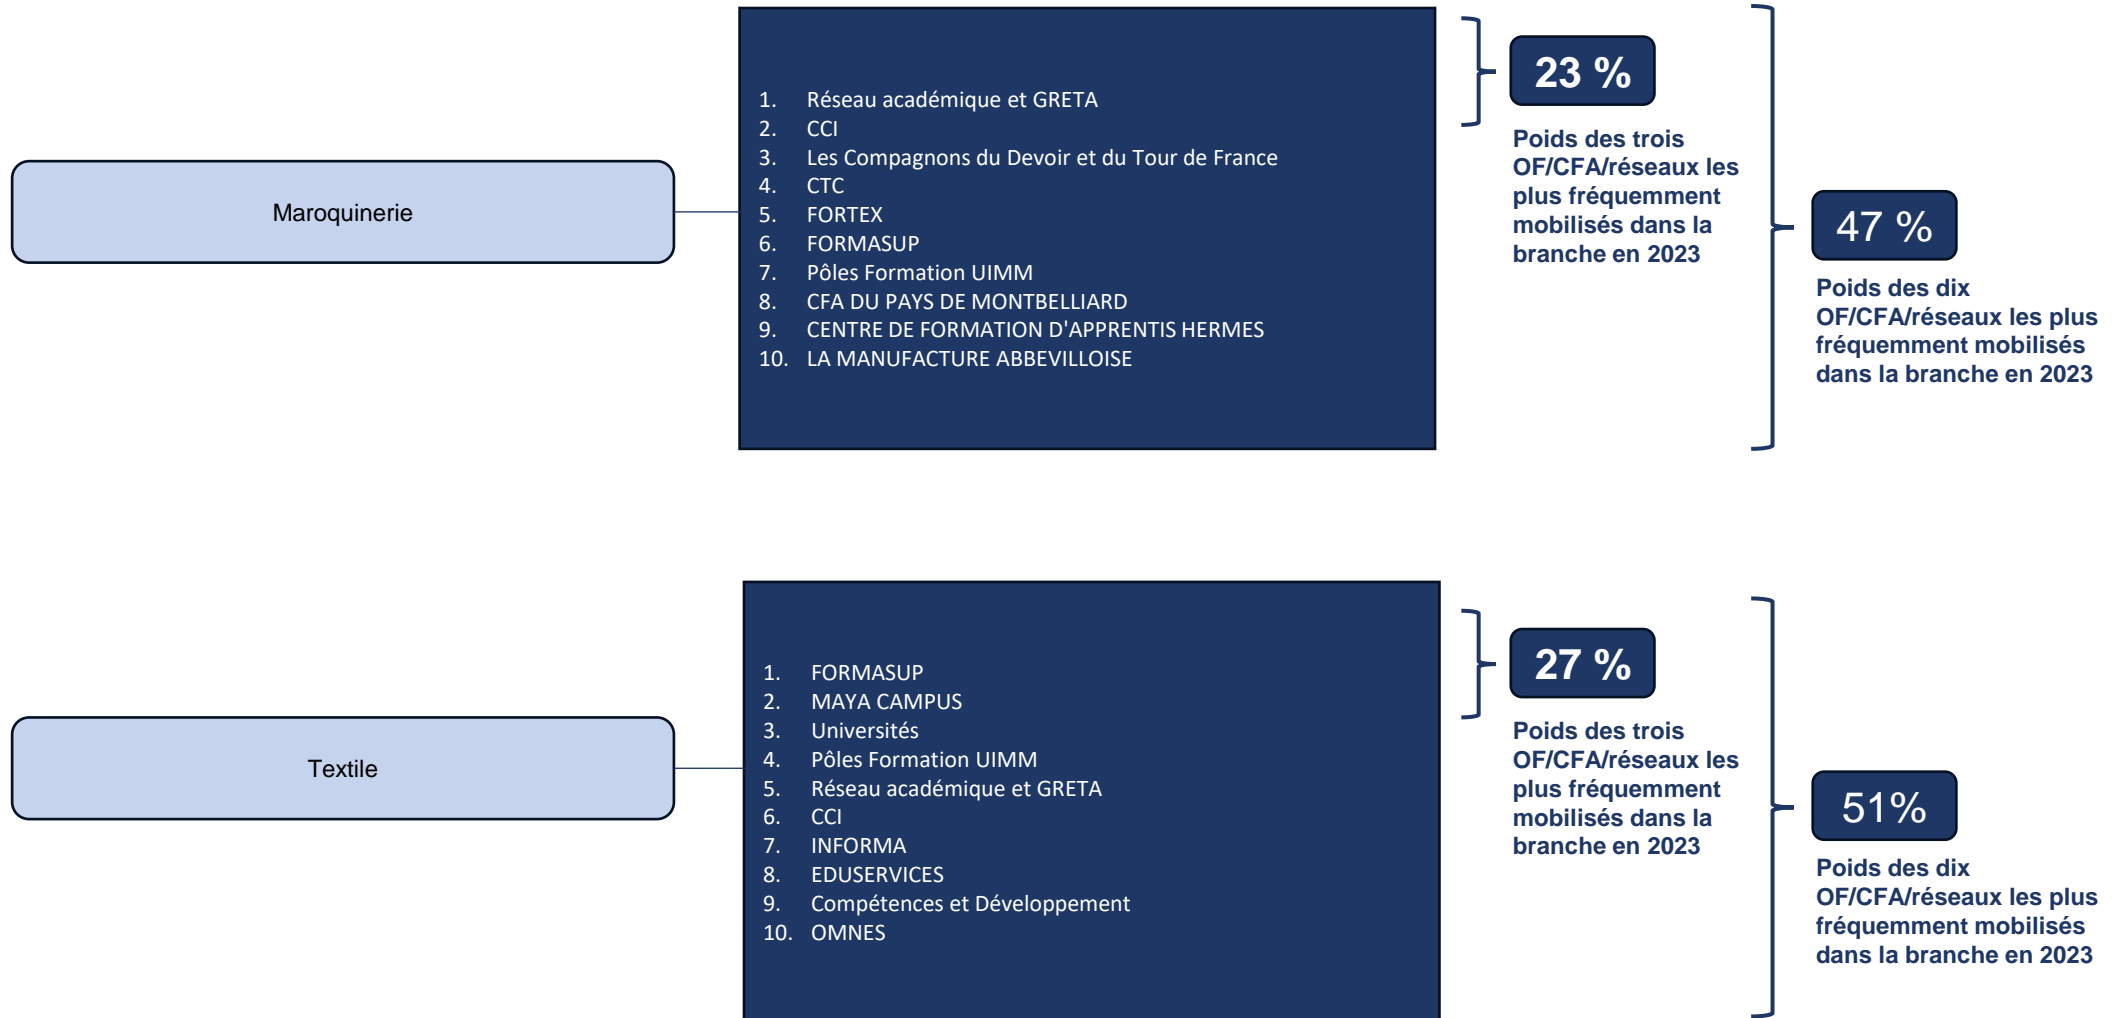 Maroquinerie
1. Réseau académique et GRETA
2. CCI
3. Les Compagnons du Devoir et du Tour de France
4. CTC
5. FORTEX
6. FORMASUP
7. Pôles Formation UIMM
8. CFA DU PAYS DE MONTBELLIARD
9. CENTRE DE FORMATION D'APPRENTIS HERMES
10. LA MANUFACTURE ABBEVILLOISE
23 %
Poids des trois
OF/CFA/réseaux les
plus fréquemment
mobilisés dans la
branche en 2023
47 %
Poids des dix
OF/CFA/réseaux les plus
fréquemment mobilisés
dans la branche en 2023
Textile
1. FORMASUP
2. MAYA CAMPUS
3. Universités
4. Pôles Formation UIMM
5. Réseau académique et GRETA
6. CCI
7. INFORMA
8. EDUSERVICES
9. Compétences et Développement
10. OMNES
27 %
Poids des trois
OF/CFA/réseaux les
plus fréquemment
mobilisés dans la
branche en 2023
51%
Poids des dix
OF/CFA/réseaux les plus
fréquemment mobilisés
dans la branche en 2023